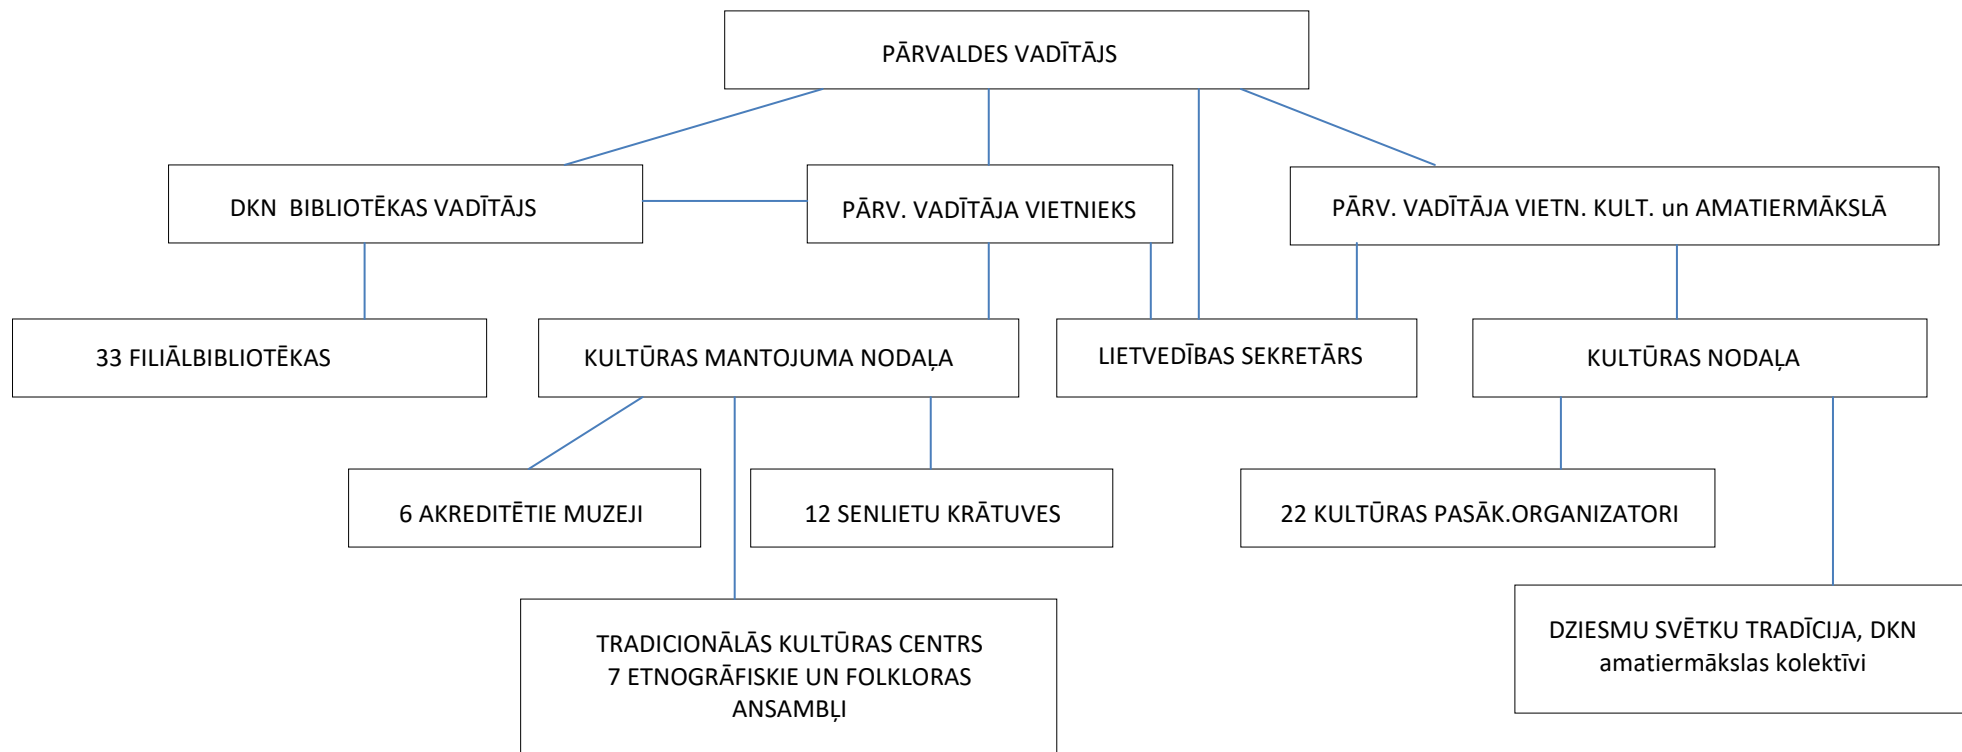 PĀRVALDES VADĪTĀJS
DKN BIBLIOTĒKAS VADĪTĀJS
PĀRV. VADĪTĀJA VIETNIEKS
PĀRV. VADĪTĀJA VIETN. KULT. un AMATIERMĀKSLĀ
33 FILIĀLBIBLIOTĒKAS
KULTŪRAS MANTOJUMA NODAĻA
LIETVEDĪBAS SEKRETĀRS
KULTŪRAS NODAĻA
6 AKREDITĒTIE MUZEJI
12 SENLIETU KRĀTUVES
22 KULTŪRAS PASĀK.ORGANIZATORI
TRADICIONĀLĀS KULTŪRAS CENTRS
7 ETNOGRĀFISKIE UN FOLKLORAS
ANSAMBĻI
DZIESMU SVĒTKU TRADĪCIJA, DKN
amatiermākslas kolektīvi